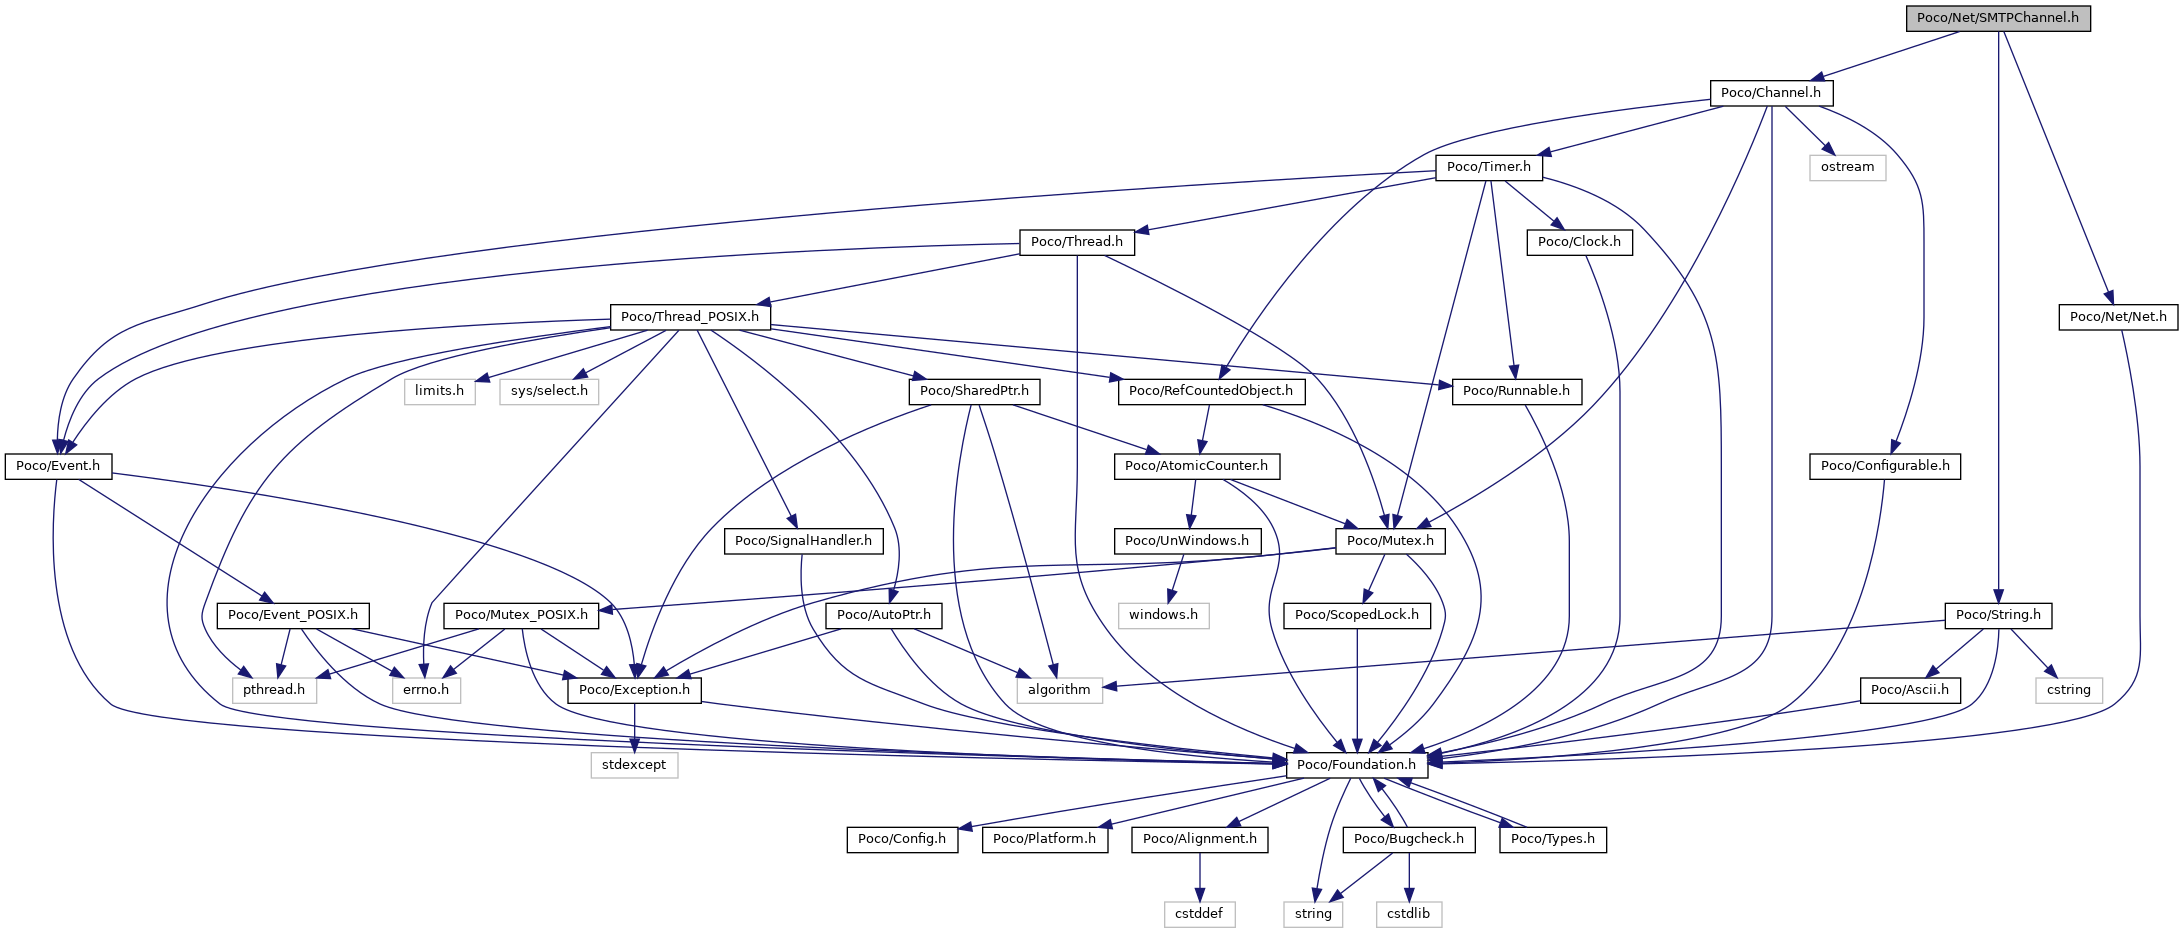 Poco/Net/SMTPChannel.h
Poco/Channel.h
Poco/Timer.h
ostream
Poco/Thread.h
Poco/Clock.h
Poco/Thread_POSIX.h
Poco/Net/Net.h
limits.h
sys/select.h
Poco/SharedPtr.h
Poco/RefCountedObject.h
Poco/Runnable.h
Poco/Event.h
Poco/AtomicCounter.h
Poco/Configurable.h
Poco/SignalHandler.h
Poco/UnWindows.h
Poco/Mutex.h
Poco/Event_POSIX.h
Poco/Mutex_POSIX.h
Poco/AutoPtr.h
windows.h
Poco/ScopedLock.h
Poco/String.h
pthread.h
errno.h
Poco/Exception.h
algorithm
Poco/Ascii.h
cstring
stdexcept
Poco/Foundation.h
Poco/Config.h
Poco/Platform.h
Poco/Alignment.h
Poco/Bugcheck.h
Poco/Types.h
cstddef
string
cstdlib